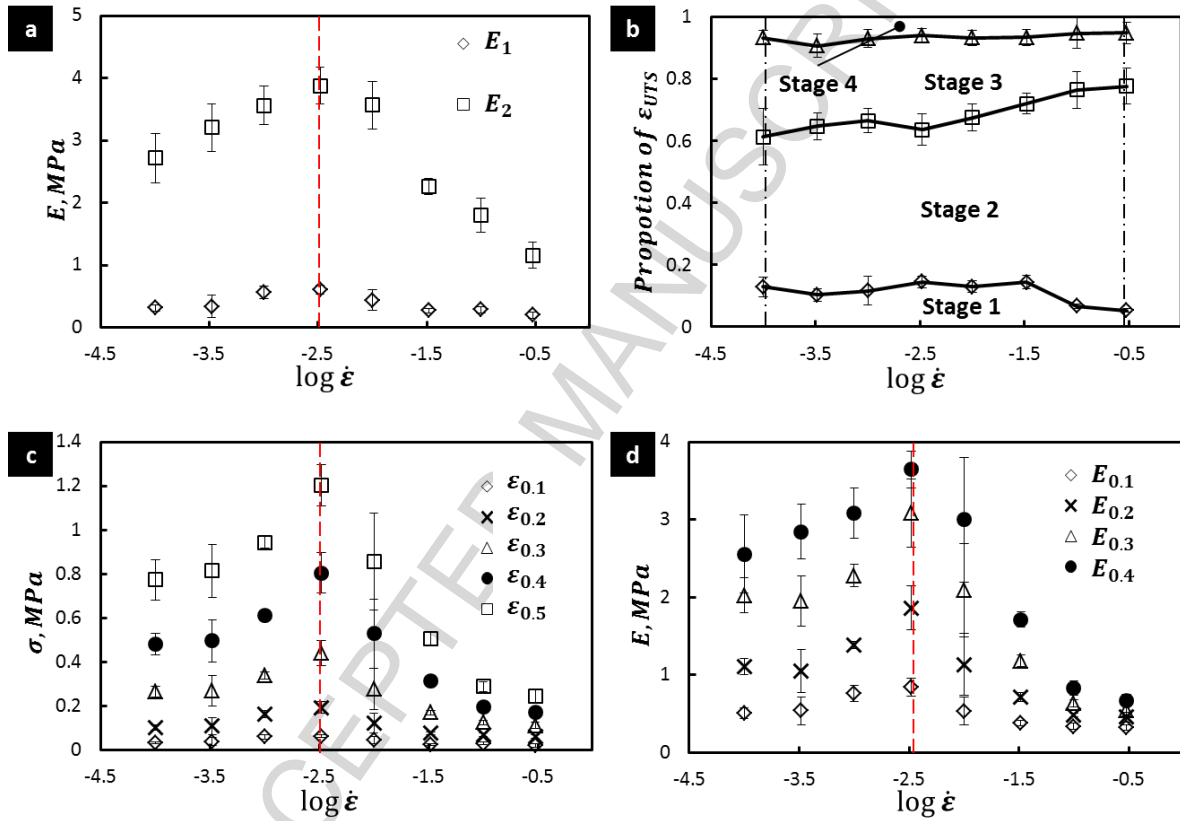 a
5
4
3
2
1
0
-4.5 -3.5 -2.5 -1.5 -0.5
E, MPa
log ε̇
E₁
E₂
b
1
0.8
0.6
0.4
0.2
0
-4.5 -3.5 -2.5 -1.5 -0.5
Propotion of ε_UTS
log ε̇
Stage 4
Stage 3
Stage 2
Stage 1
c
1.4
1.2
1
0.8
0.6
0.4
0.2
0
-4.5 -3.5 -2.5 -1.5 -0.5
σ, MPa
log ε̇
ε₀.₁
ε₀.₂
ε₀.₃
ε₀.₄
ε₀.₅
d
4
3
2
1
0
-4.5 -3.5 -2.5 -1.5 -0.5
E, MPa
log ε̇
E₀.₁
E₀.₂
E₀.₃
E₀.₄
CEPTED MANUSCRIP